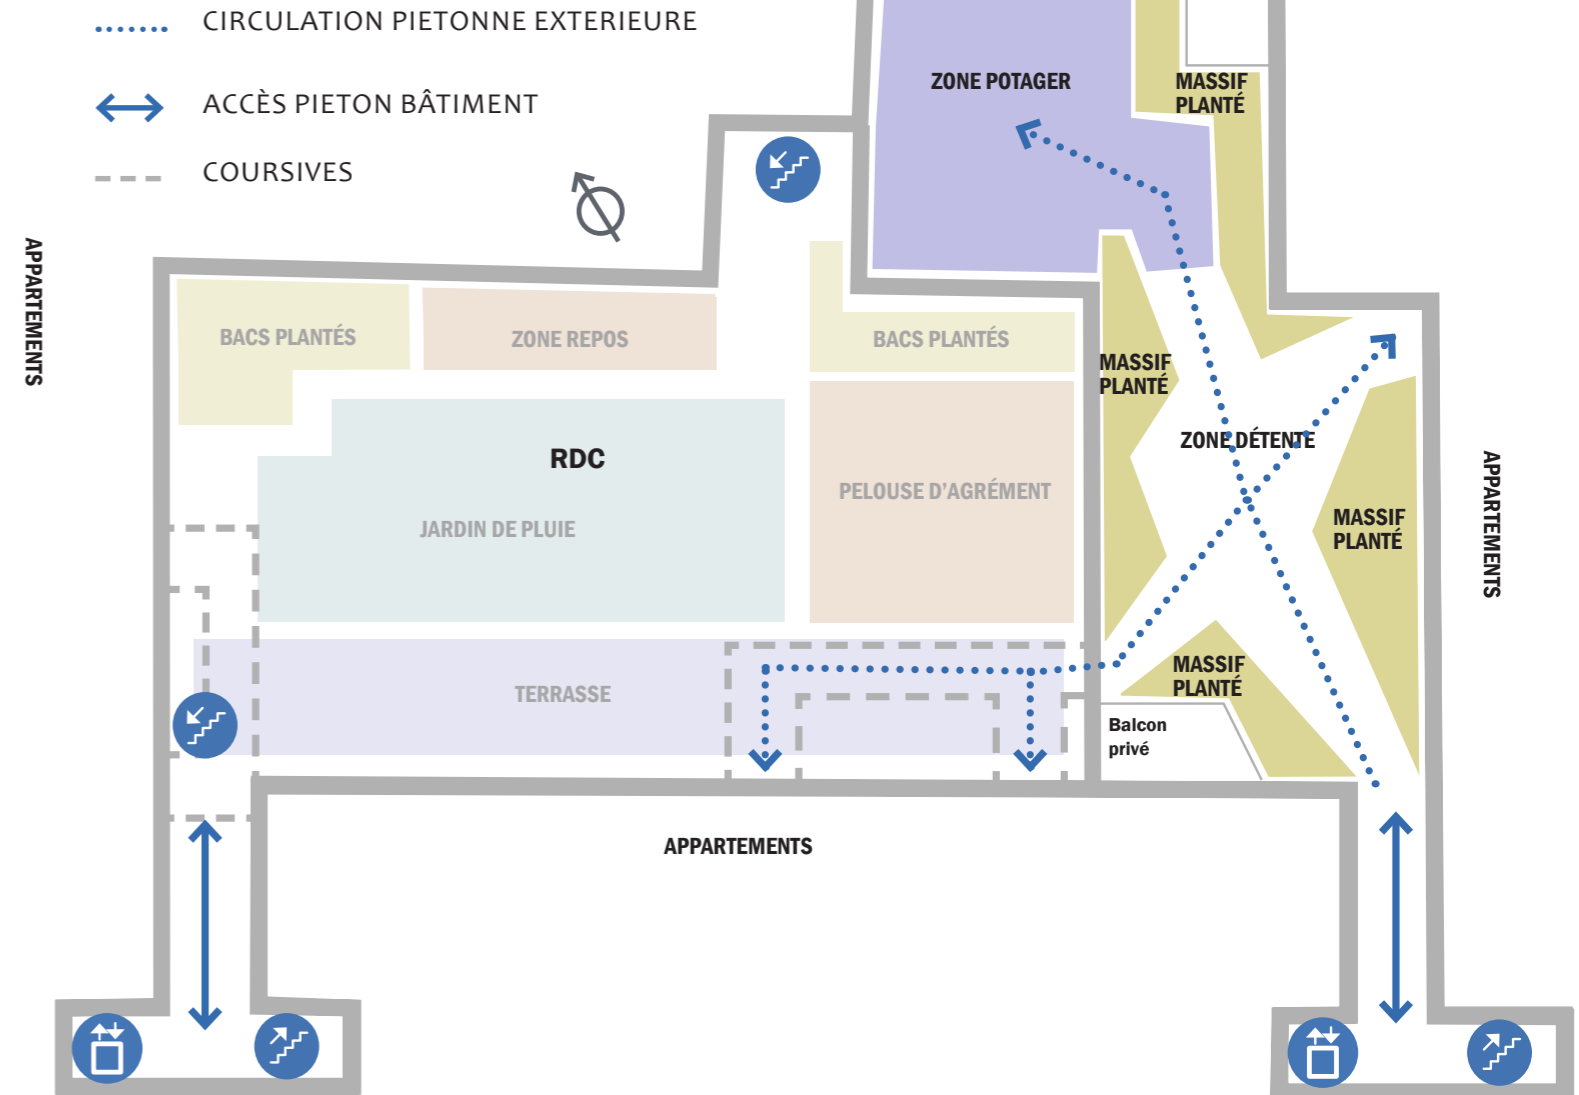 CIRCULATION PIETONNE EXTERIEURE
ACCÈS PIETON BÂTIMENT
COURSIVES
ZONE POTAGER
MASSIF
PLANTÉ
APPARTEMENTS
BACS PLANTÉS
ZONE REPOS
BACS PLANTÉS
MASSIF
PLANTÉ
ZONE DÉTENTE
RDC
JARDIN DE PLUIE
PELOUSE D'AGRÉMENT
MASSIF
PLANTÉ
APPARTEMENTS
TERRASSE
MASSIF
PLANTÉ
Balcon
privé
APPARTEMENTS